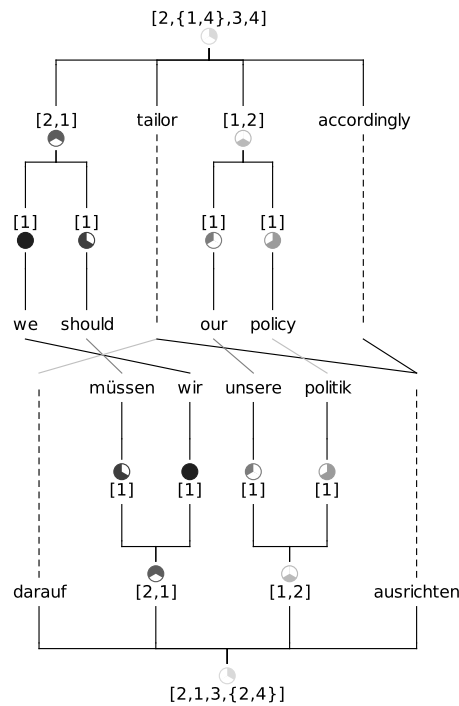 [2,{1,4},3,4]
[2,1] tailor [1,2] accordingly
[1] [1] [1] [1]
we should our policy
müssen wir unsere politik
[1] [1] [1] [1]
darauf [2,1] [1,2] ausrichten
[2,1,3,{2,4}]